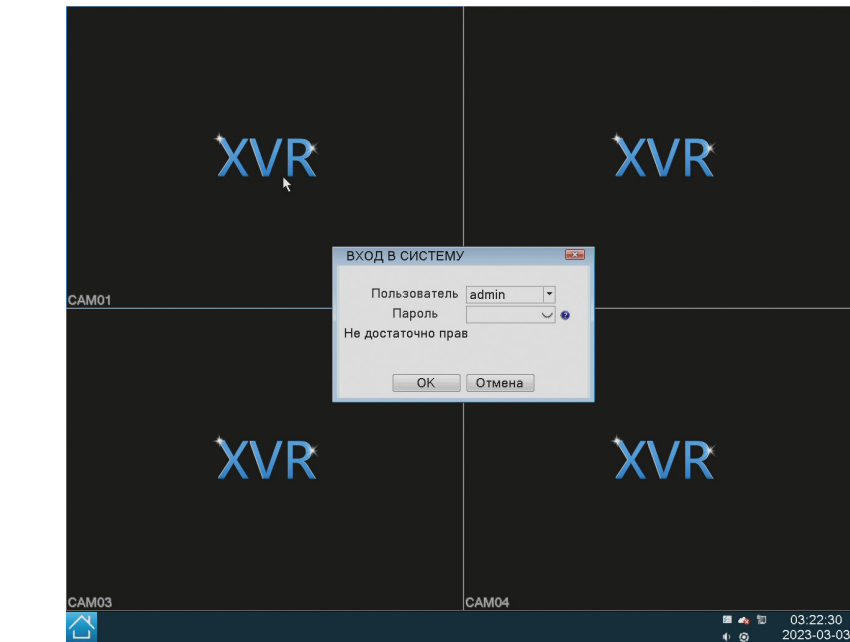 XVR
XVR
CAM01
ВХОД В СИСТЕМУ
Пользователь admin
Пароль
Не достаточно прав
OK Отмена
XVR
XVR
CAM03
CAM04
03:22:30
2023-03-03